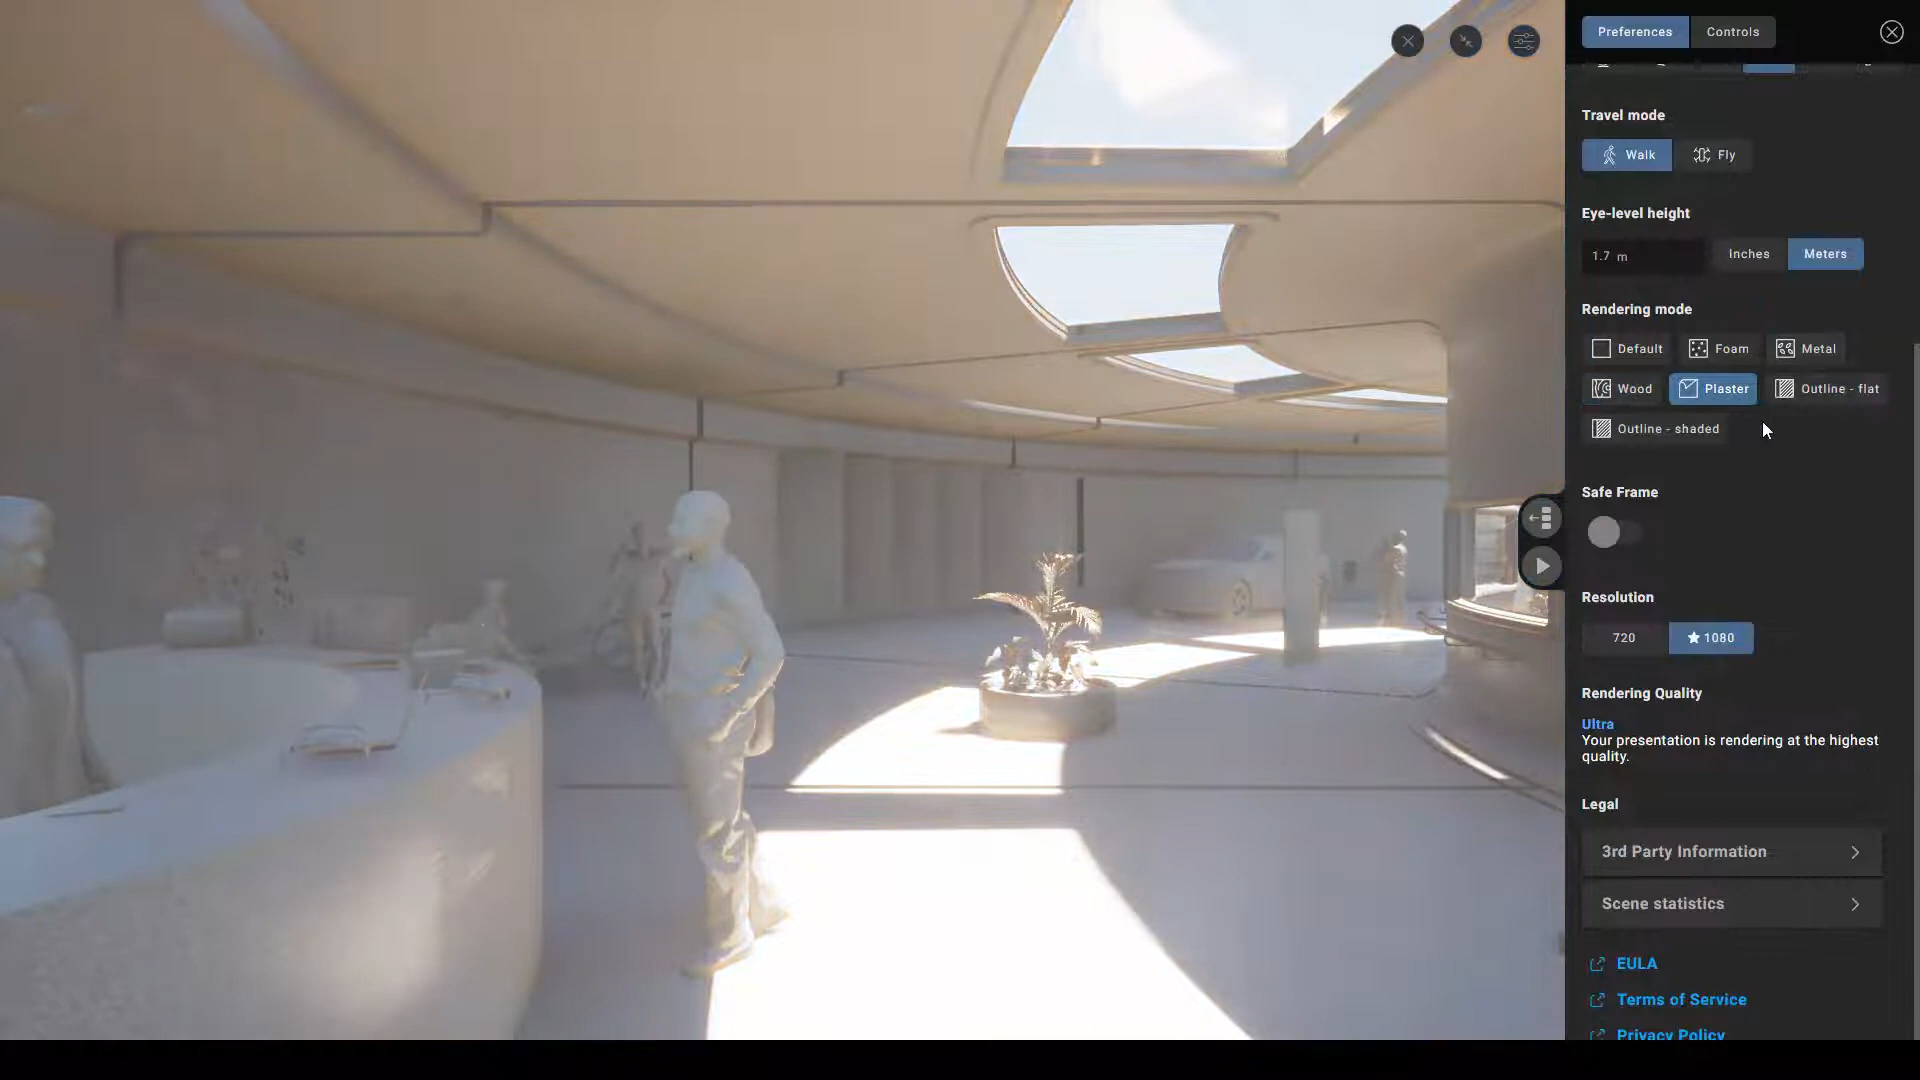 Preferences
Controls
Travel mode
Walk
Fly
Eye-level height
1.7 m
Inches
Meters
Rendering mode
Default
Foam
Metal
Wood
Plaster
Outline - flat
Outline - shaded
Safe Frame
Resolution
720
1080
Rendering Quality
Ultra
Your presentation is rendering at the highest
quality.
Legal
3rd Party Information
Scene statistics
EULA
Terms of Service
Privacy Policy